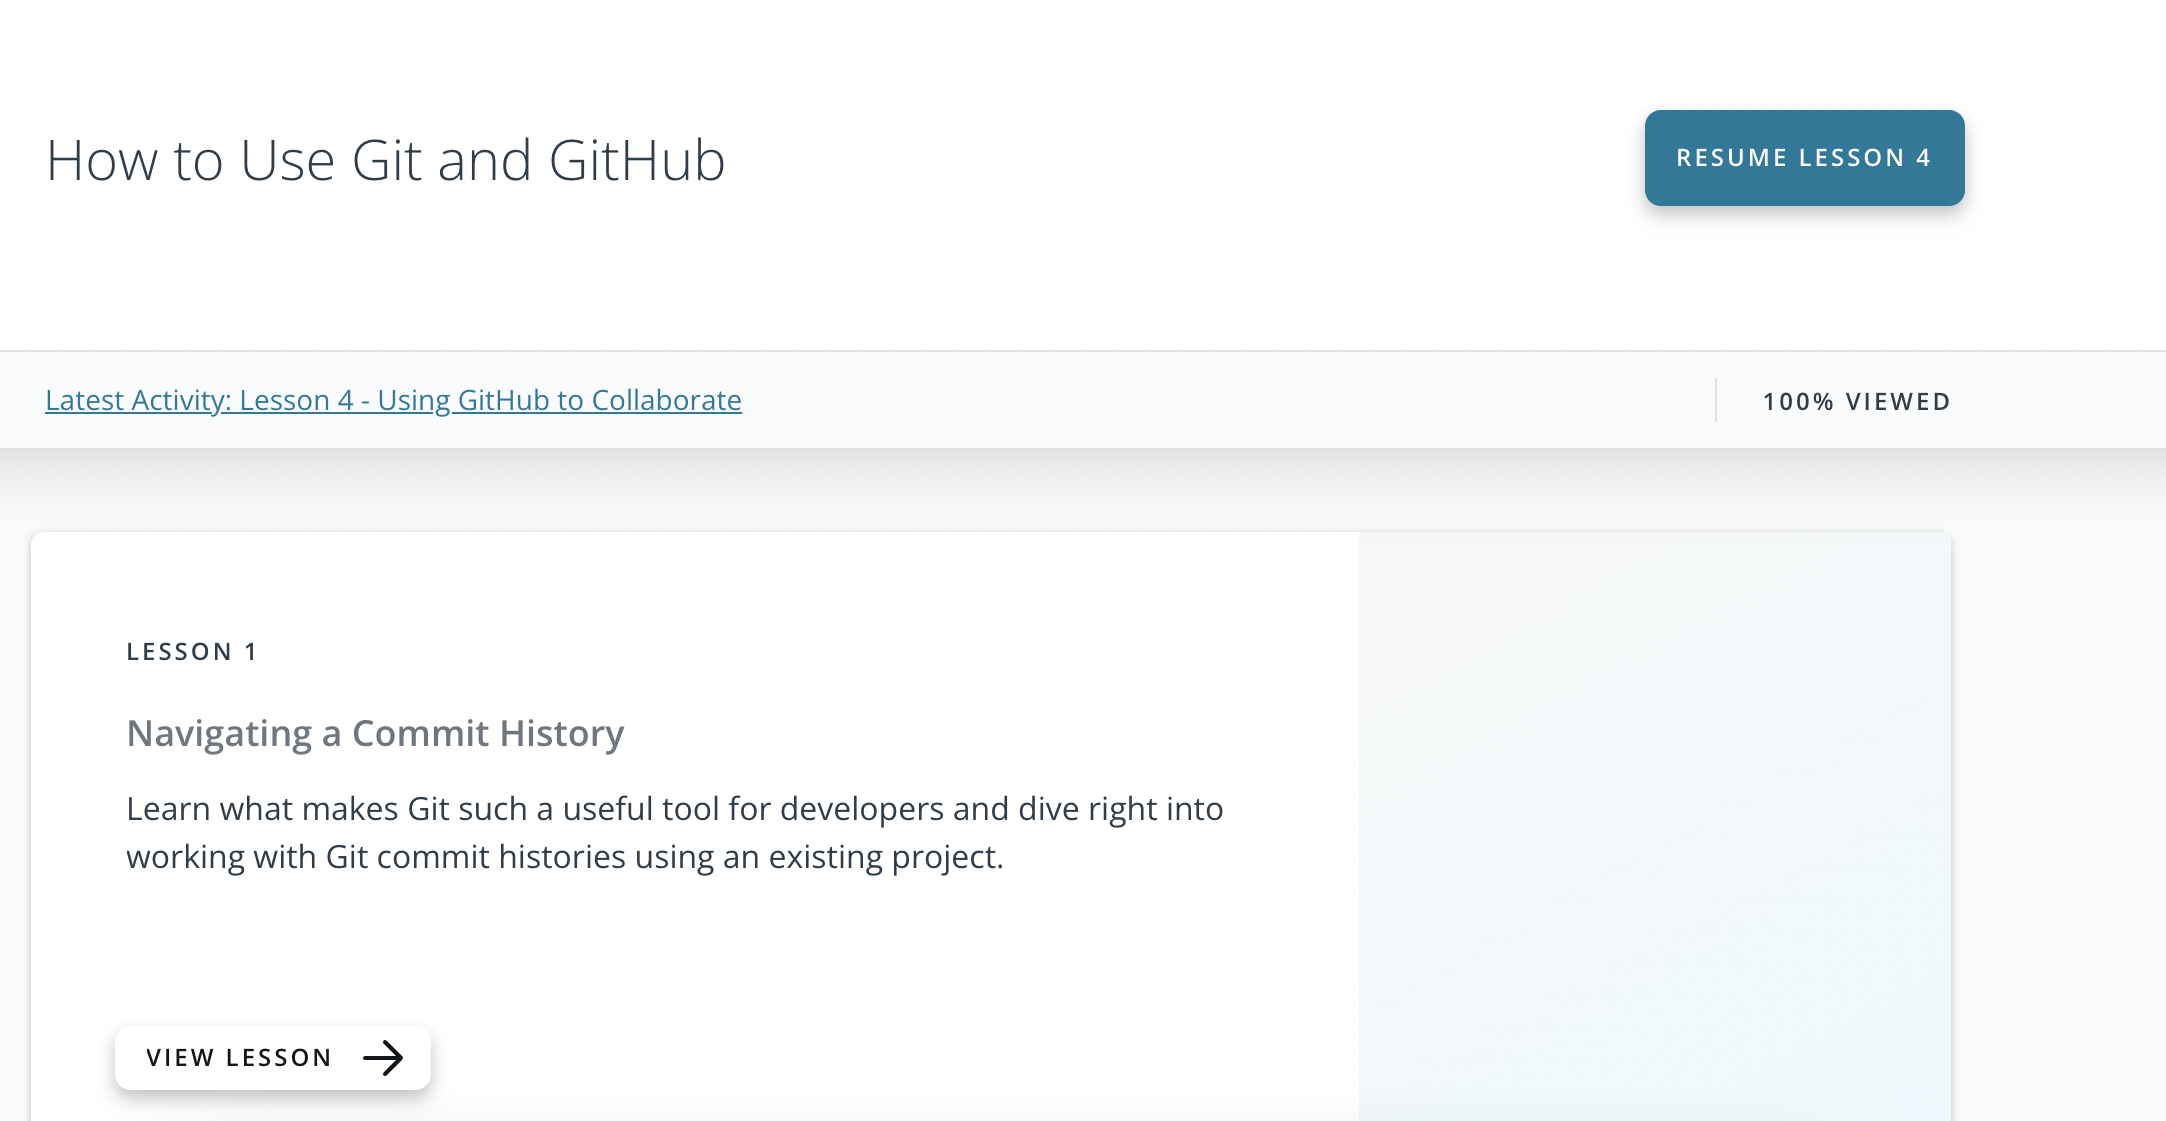 How to Use Git and GitHub
RESUME LESSON 4
Latest Activity: Lesson 4 - Using GitHub to Collaborate
100% VIEWED
LESSON 1
Navigating a Commit History
Learn what makes Git such a useful tool for developers and dive right into
working with Git commit histories using an existing project.
VIEW LESSON